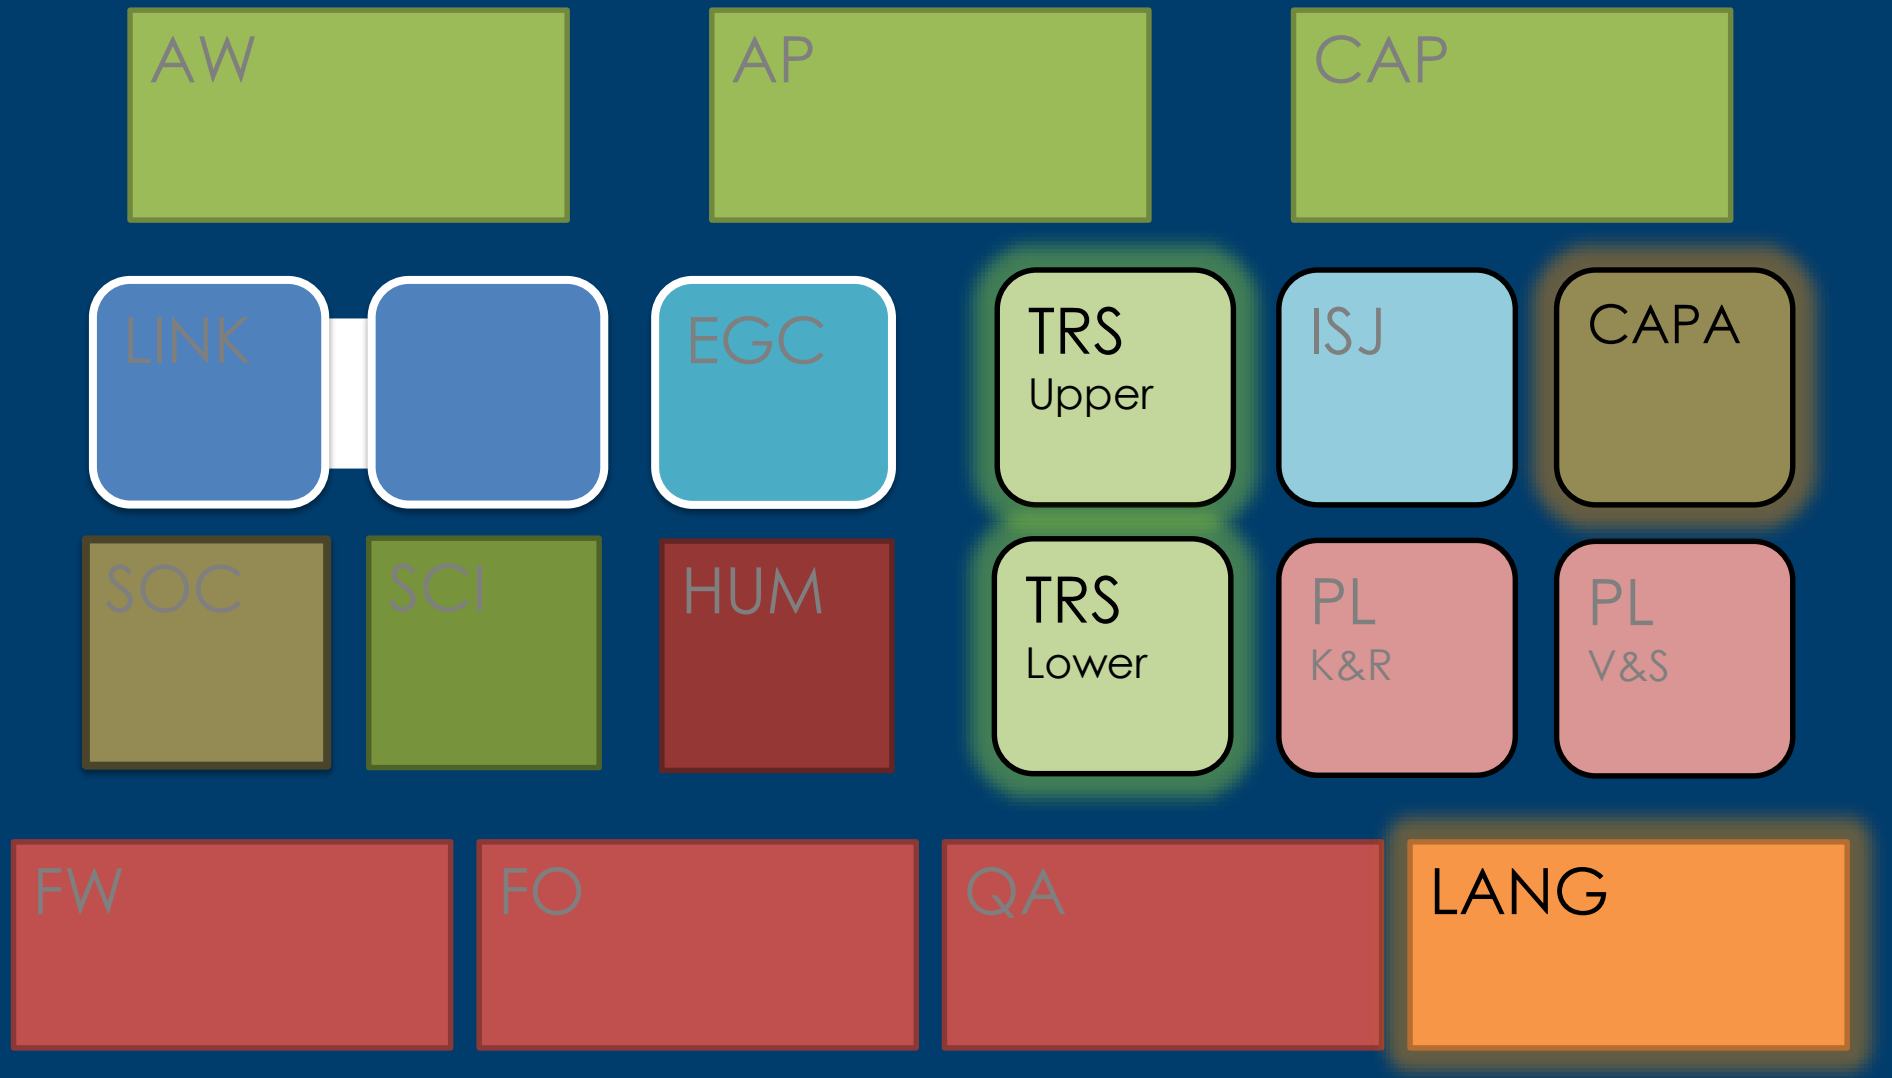 AW
AP
CAP
LINK
EGC
TRS
Upper
ISJ
CAPA
SOC
SCI
HUM
TRS
Lower
PL
K&R
PL
V&S
FW
FO
QA
LANG